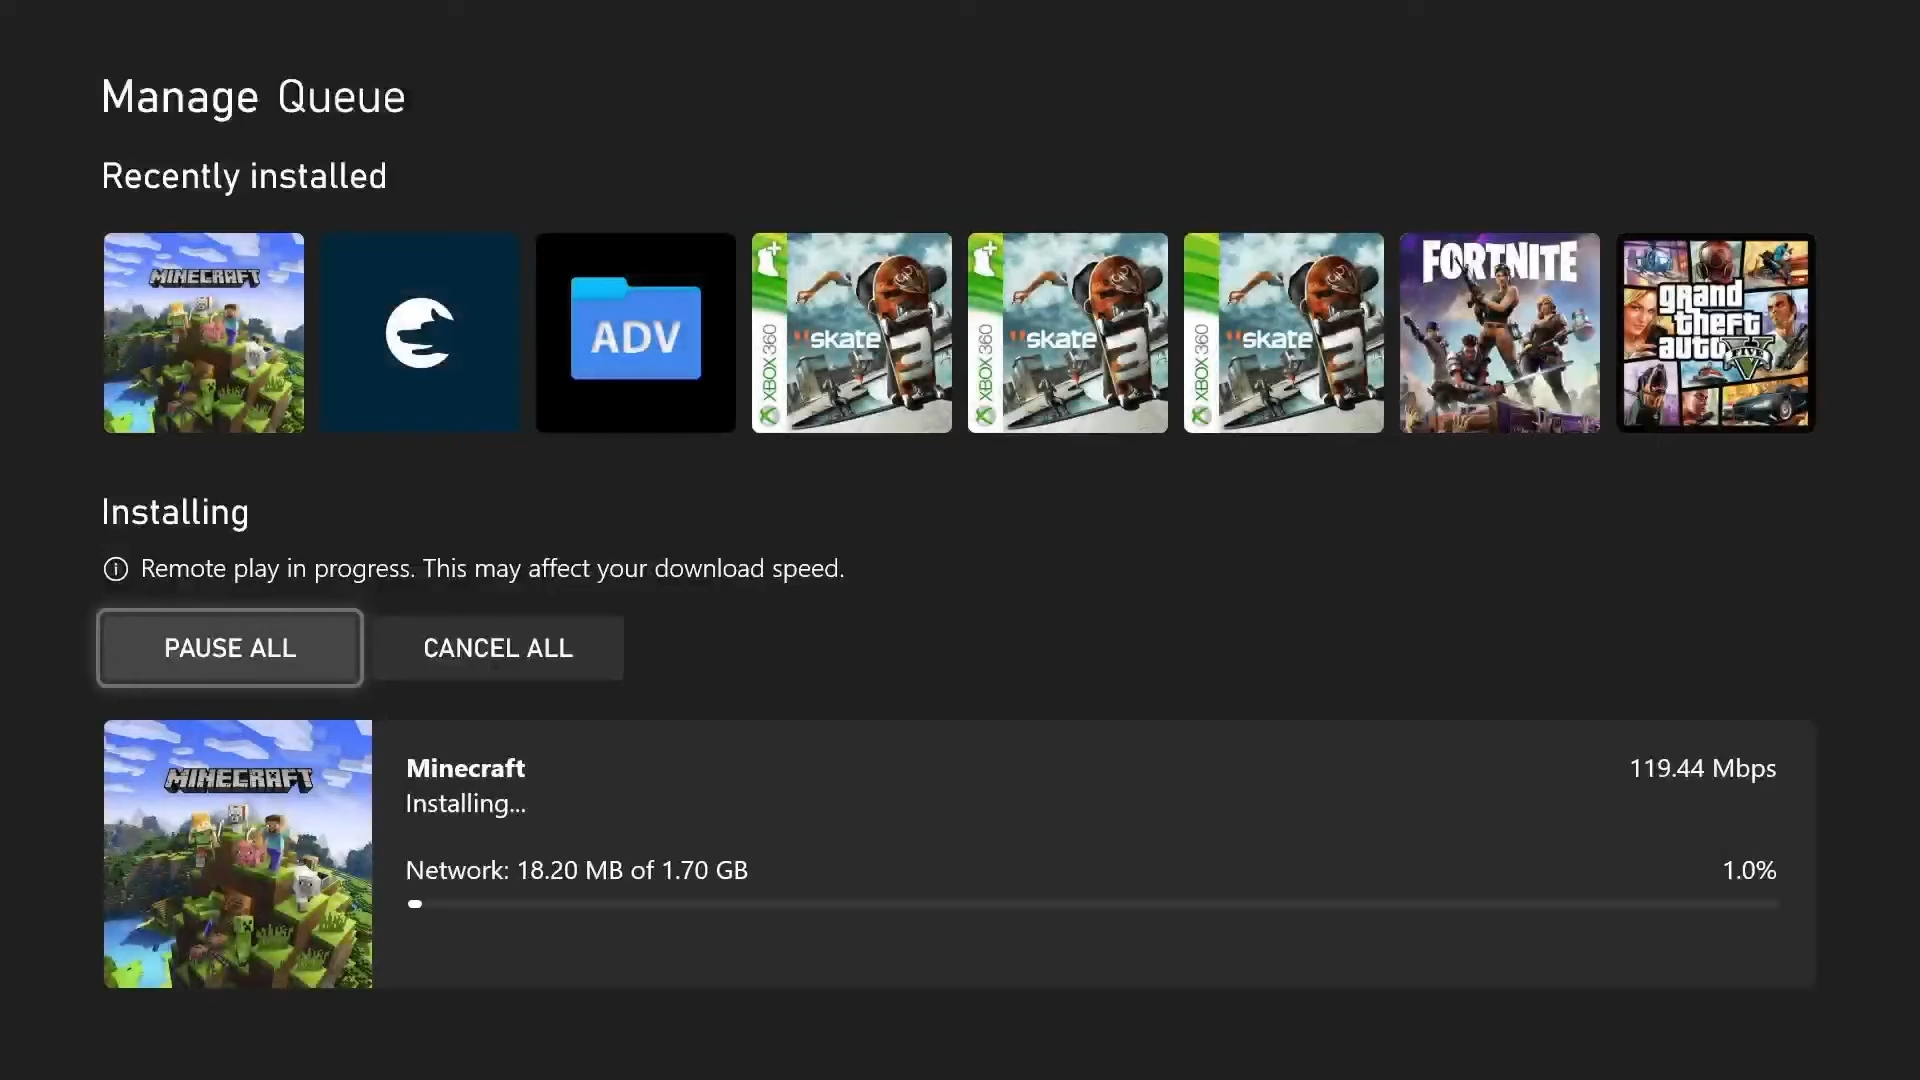 Manage Queue
Recently installed
MINECRAFT
ADV
XBOX 360
skate 3
XBOX 360
skate 3
XBOX 360
skate 3
FORTNITE
grand
theft
auto
FIVE
Installing
Remote play in progress. This may affect your download speed.
PAUSE ALL
CANCEL ALL
MINECRAFT
Minecraft
119.44 Mbps
Installing...
Network: 18.20 MB of 1.70 GB
1.0%